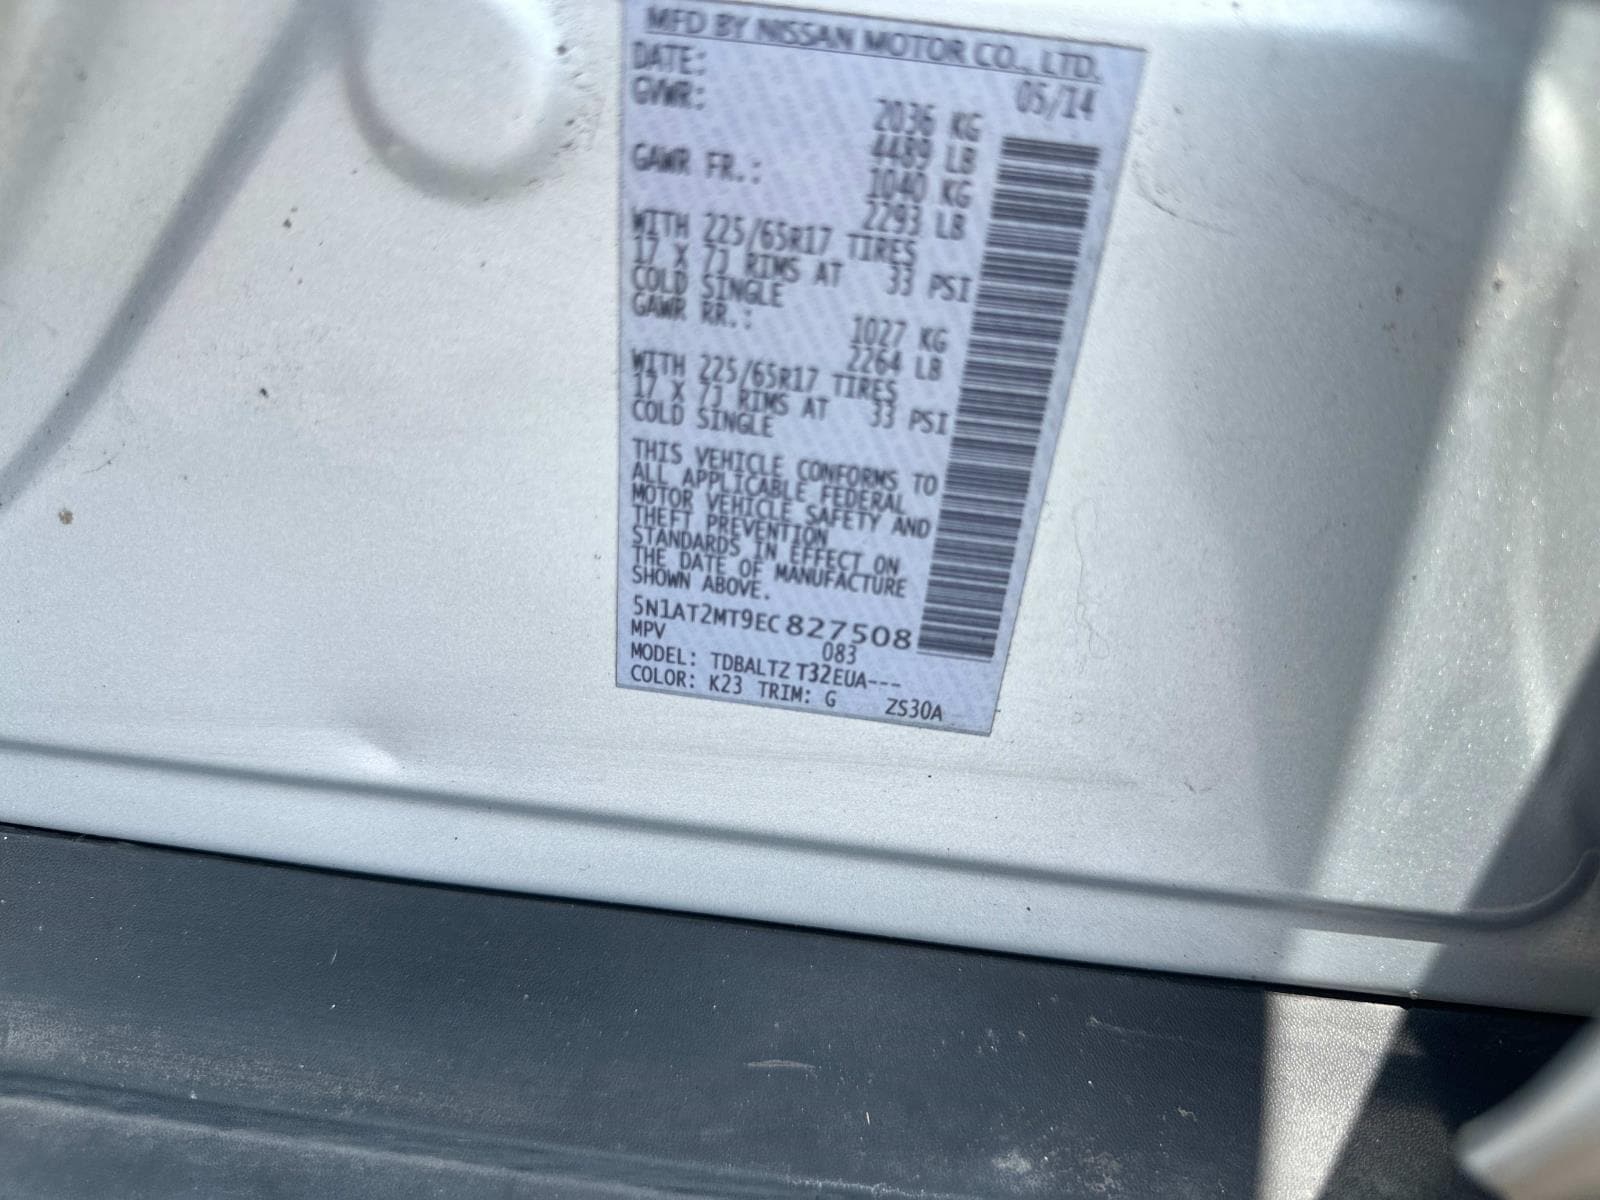 MFD BY NISSAN MOTOR CO., LTD.
DATE: 05/14
GVWR: 2036 KG
4489 LB
GAWR FR.: 1040 KG
2293 LB
WITH 225/65R17 TIRES
17 X 7J RIMS AT 33 PSI
COLD SINGLE
GAWR RR.: 1027 KG
2264 LB
WITH 225/65R17 TIRES
17 X 7J RIMS AT 33 PSI
COLD SINGLE
THIS VEHICLE CONFORMS TO
ALL APPLICABLE FEDERAL
MOTOR VEHICLE SAFETY AND
THEFT PREVENTION
STANDARDS IN EFFECT ON
THE DATE OF MANUFACTURE
SHOWN ABOVE.
5N1AT2MT9EC827508
MPV 083
MODEL: TDBALTZ T32EUA---
COLOR: K23 TRIM: G ZS30A